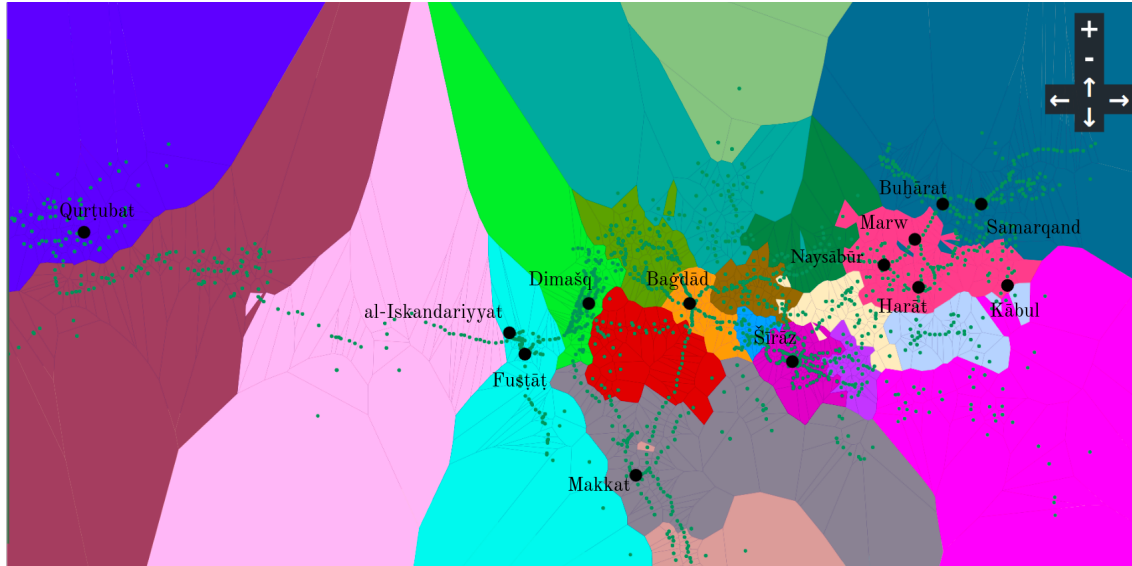 +
-
↑
← →
↓
Buḫārat
Qurṭubat
Marw
Samarqand
Naysābūr
Dimašq
Baġdād
Harāt
Kābul
al-Iskandariyyat
Šīrāz
Fusṭāṭ
Makkat